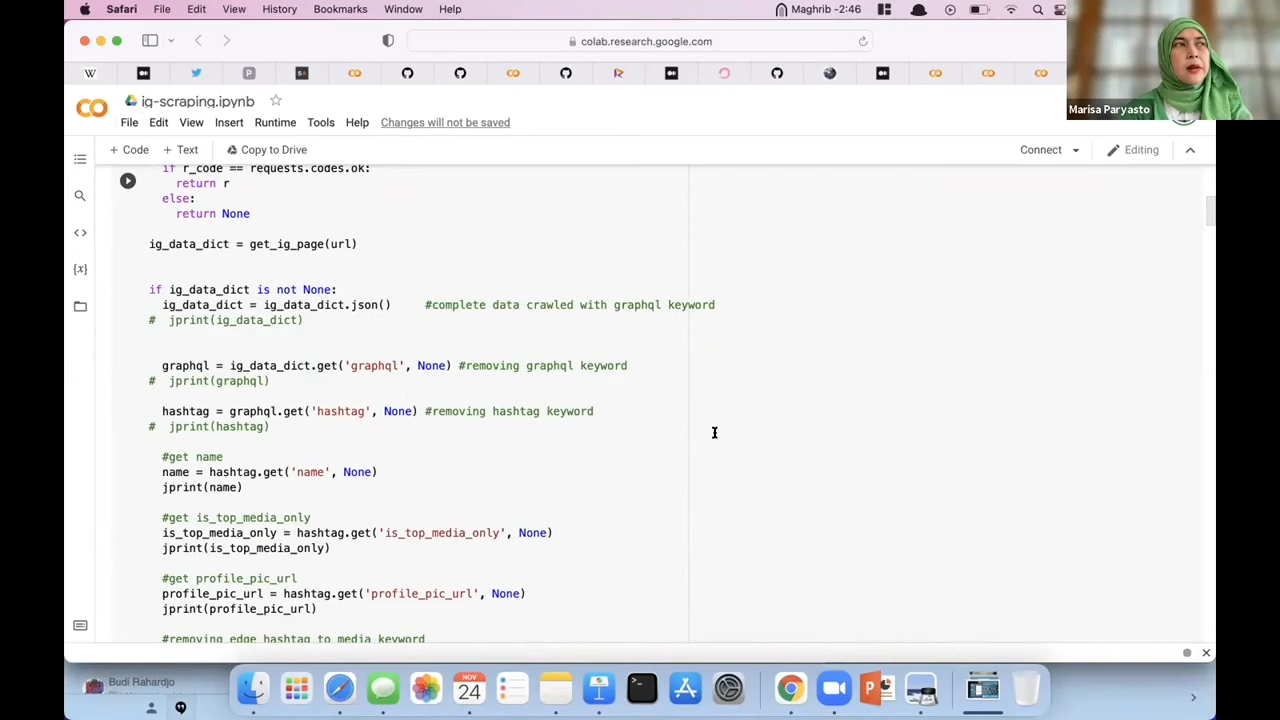 Safari File Edit View History Bookmarks Window Help Maghrib -2:46
colab.research.google.com
W P SA
Marisa Paryasto
ig-scraping.ipynb
File Edit View Insert Runtime Tools Help Changes will not be saved
+ Code + Text Copy to Drive Connect Editing
if r_code == requests.codes.ok:
return r
else:
return None
ig_data_dict = get_ig_page(url)
if ig_data_dict is not None:
ig_data_dict = ig_data_dict.json() #complete data crawled with graphql keyword
# jprint(ig_data_dict)
graphql = ig_data_dict.get('graphql', None) #removing graphql keyword
# jprint(graphql)
hashtag = graphql.get('hashtag', None) #removing hashtag keyword
# jprint(hashtag)
#get name
name = hashtag.get('name', None)
jprint(name)
#get is_top_media_only
is_top_media_only = hashtag.get('is_top_media_only', None)
jprint(is_top_media_only)
#get profile_pic_url
profile_pic_url = hashtag.get('profile_pic_url', None)
jprint(profile_pic_url)
#removing edge hashtag to media keyword
Budi Rahardjo
NOV
24